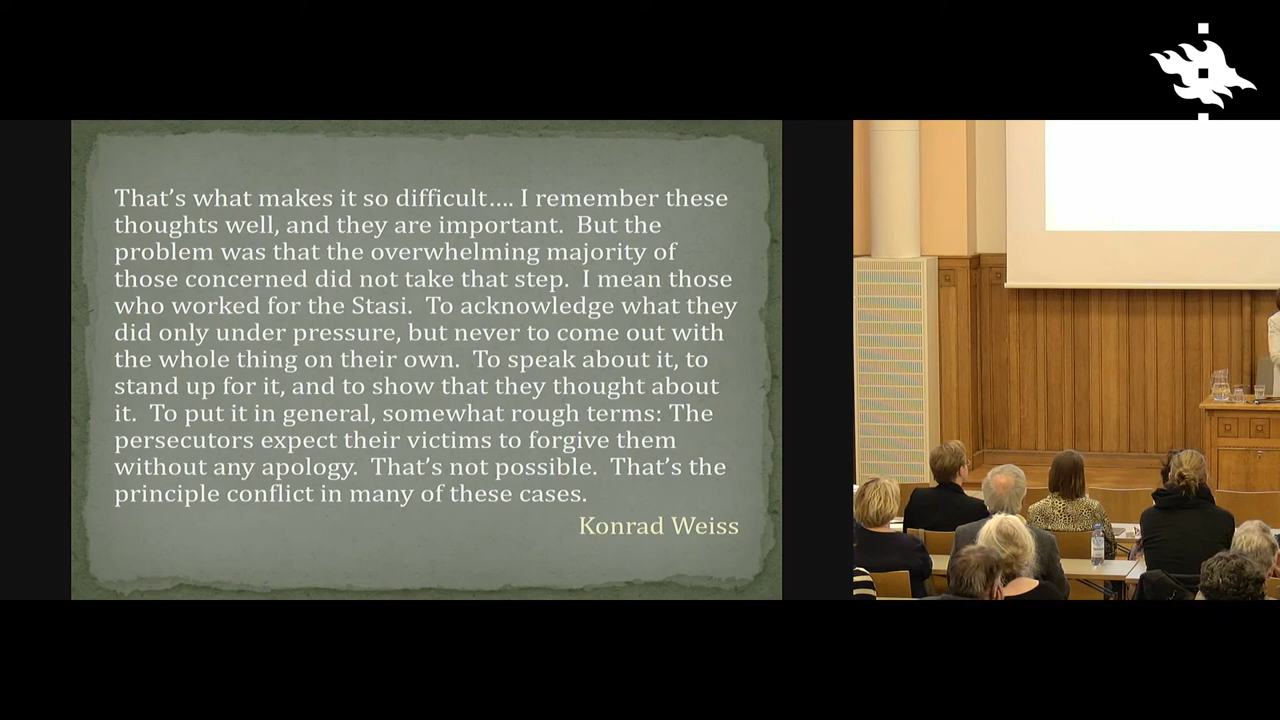 That’s what makes it so difficult…. I remember these
thoughts well, and they are important.  But the
problem was that the overwhelming majority of
those concerned did not take that step.  I mean those
who worked for the Stasi.  To acknowledge what they
did only under pressure, but never to come out with
the whole thing on their own.  To speak about it, to
stand up for it, and to show that they thought about
it.  To put it in general, somewhat rough terms: The
persecutors expect their victims to forgive them
without any apology.  That’s not possible.  That’s the
principle conflict in many of these cases.
Konrad Weiss